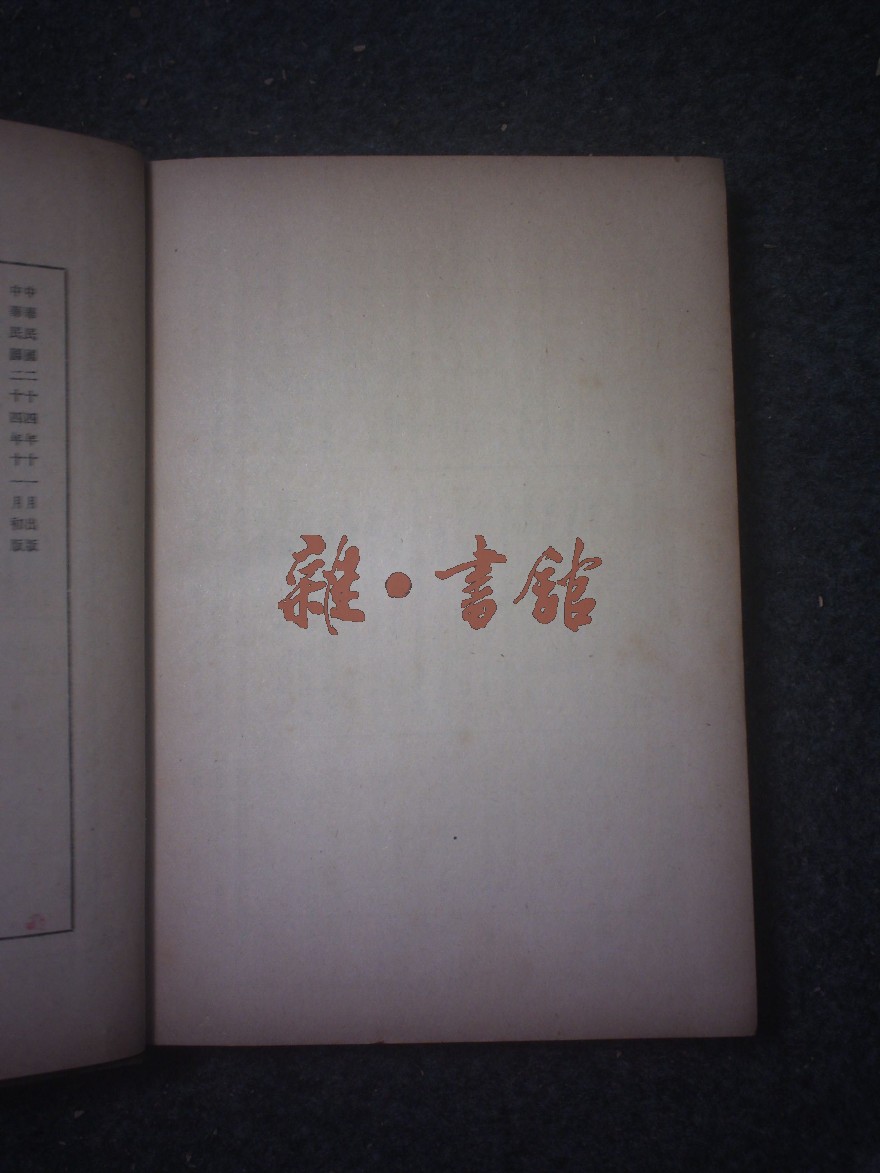 中華民國二十四年十一月出版
中華民國二十四年十一月初版
雜·書館